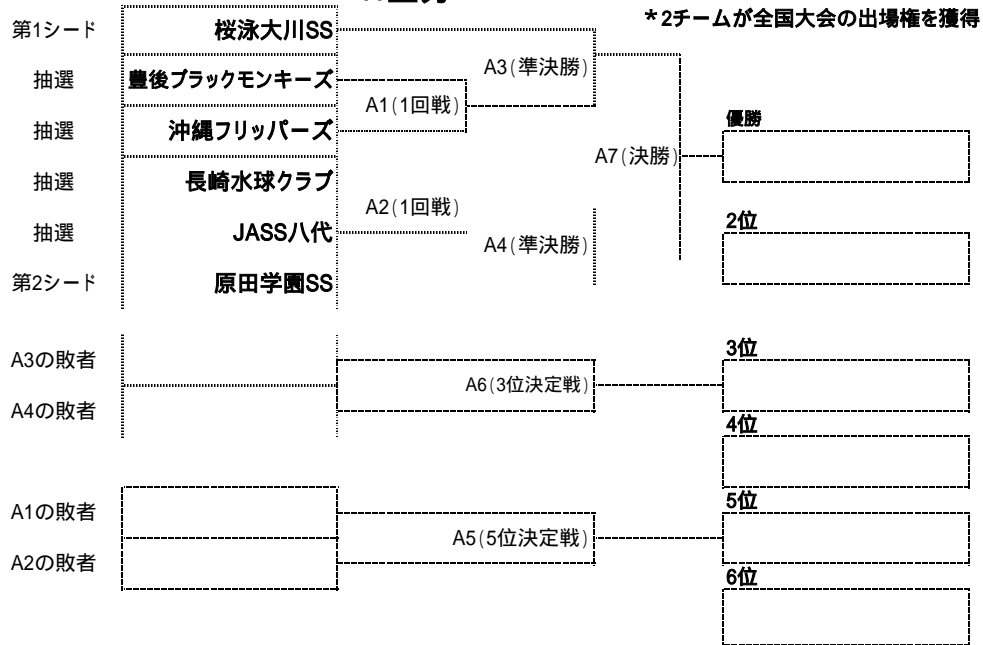 *2チームが全国大会の出場権を獲得
第1シード 桜泳大川SS
A3(準決勝)
抽選 豊後ブラックモンキーズ
A1(1回戦)
抽選 沖縄フリッパーズ
優勝
A7(決勝)
抽選 長崎水球クラブ
A2(1回戦)
2位
抽選 JASS八代
A4(準決勝)
第2シード 原田学園SS
3位
A3の敗者
A6(3位決定戦)
A4の敗者
4位
5位
A1の敗者
A5(5位決定戦)
A2の敗者
6位